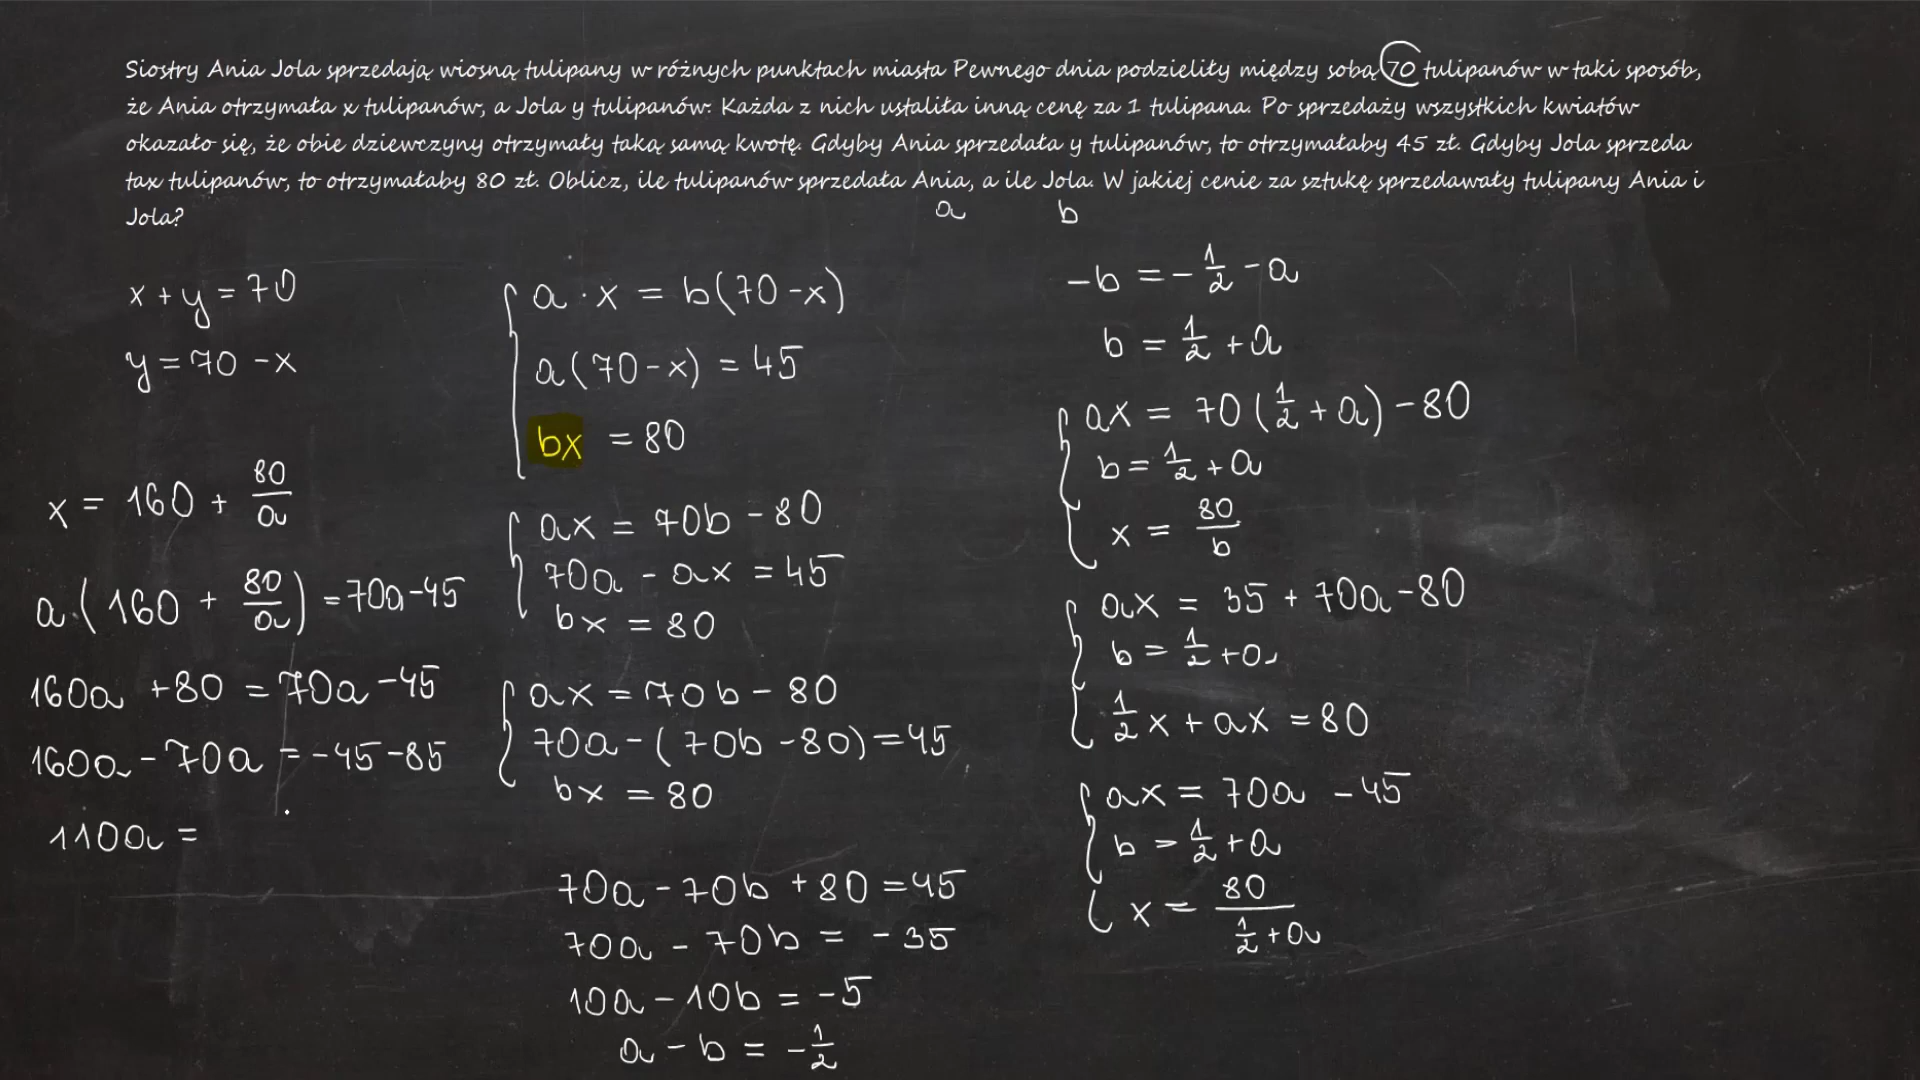 Siostry Ania Jola sprzedają wiosną tulipany w różnych punktach miasta Pewnego dnia podzieliły między sobą 70 tulipanów w taki sposób,
że Ania otrzymała x tulipanów, a Jola y tulipanów. Każda z nich ustaliła inną cenę za 1 tulipana. Po sprzedaży wszystkich kwiatów
okazało się, że obie dziewczyny otrzymały taką samą kwotę. Gdyby Ania sprzedała y tulipanów, to otrzymałaby 45 zł. Gdyby Jola sprzeda
łax tulipanów, to otrzymałaby 80 zł. Oblicz, ile tulipanów sprzedała Ania, a ile Jola. W jakiej cenie za sztukę sprzedawały tulipany Ania i
Jola?
a b
x + y = 70
y = 70 - x
x = 160 + 80/a
a·(160 + 80/a) = 70a - 45
160a + 80 = 70a - 45
160a - 70a = -45 - 85
110a =
a · x = b(70 - x)
a(70 - x) = 45
bx = 80
ax = 70b - 80
70a - ax = 45
bx = 80
ax = 70b - 80
70a - (70b - 80) = 45
bx = 80
70a - 70b + 80 = 45
70a - 70b = -35
10a - 10b = -5
a - b = -1/2
-b = -1/2 - a
b = 1/2 + a
ax = 70(1/2 + a) - 80
b = 1/2 + a
x = 80/b
ax = 35 + 70a - 80
b = 1/2 + a
1/2 x + ax = 80
ax = 70a - 45
b = 1/2 + a
x = 80/(1/2 + a)